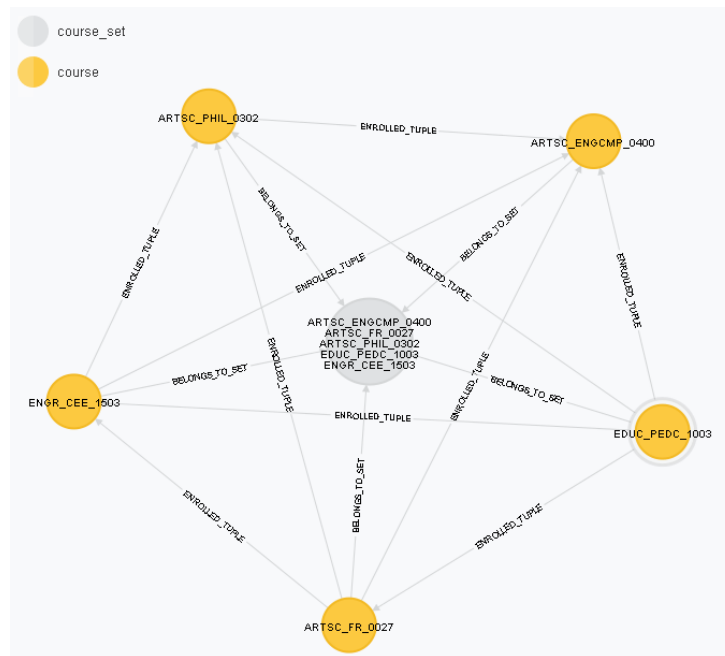 course_set
course
ARTSC_PHIL_0302
ENROLLED_TUPLE
ARTSC_ENGCMP_0400
BELONGS_TO_SET
BELONGS_TO_SET
ENROLLED_TUPLE
ENROLLED_TUPLE
ENROLLED_TUPLE
ENROLLED_TUPLE
ARTSC_ENGCMP_0400
ARTSC_FR_0027
ARTSC_PHIL_0302
EDUC_PEDC_1003
ENGR_CEE_1503
ENROLLED_TUPLE
ENROLLED_TUPLE
BELONGS_TO_SET
BELONGS_TO_SET
ENGR_CEE_1503
ENROLLED_TUPLE
EDUC_PEDC_1003
BELONGS_TO_SET
ENROLLED_TUPLE
ENROLLED_TUPLE
ARTSC_FR_0027